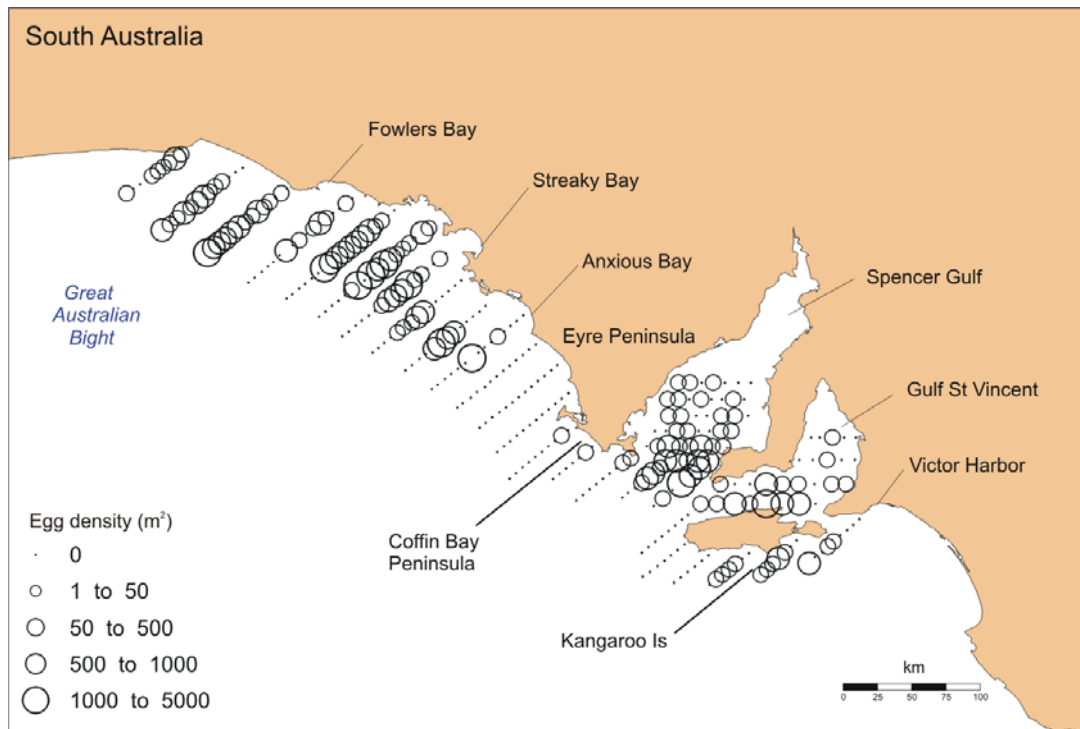 South Australia
Fowlers Bay
Streaky Bay
Anxious Bay
Great
Australian
Bight
Spencer Gulf
Eyre Peninsula
Gulf St Vincent
Victor Harbor
Egg density (m²)
0
1 to 50
50 to 500
500 to 1000
1000 to 5000
Coffin Bay
Peninsula
Kangaroo Is
km
0 25 50 75 100